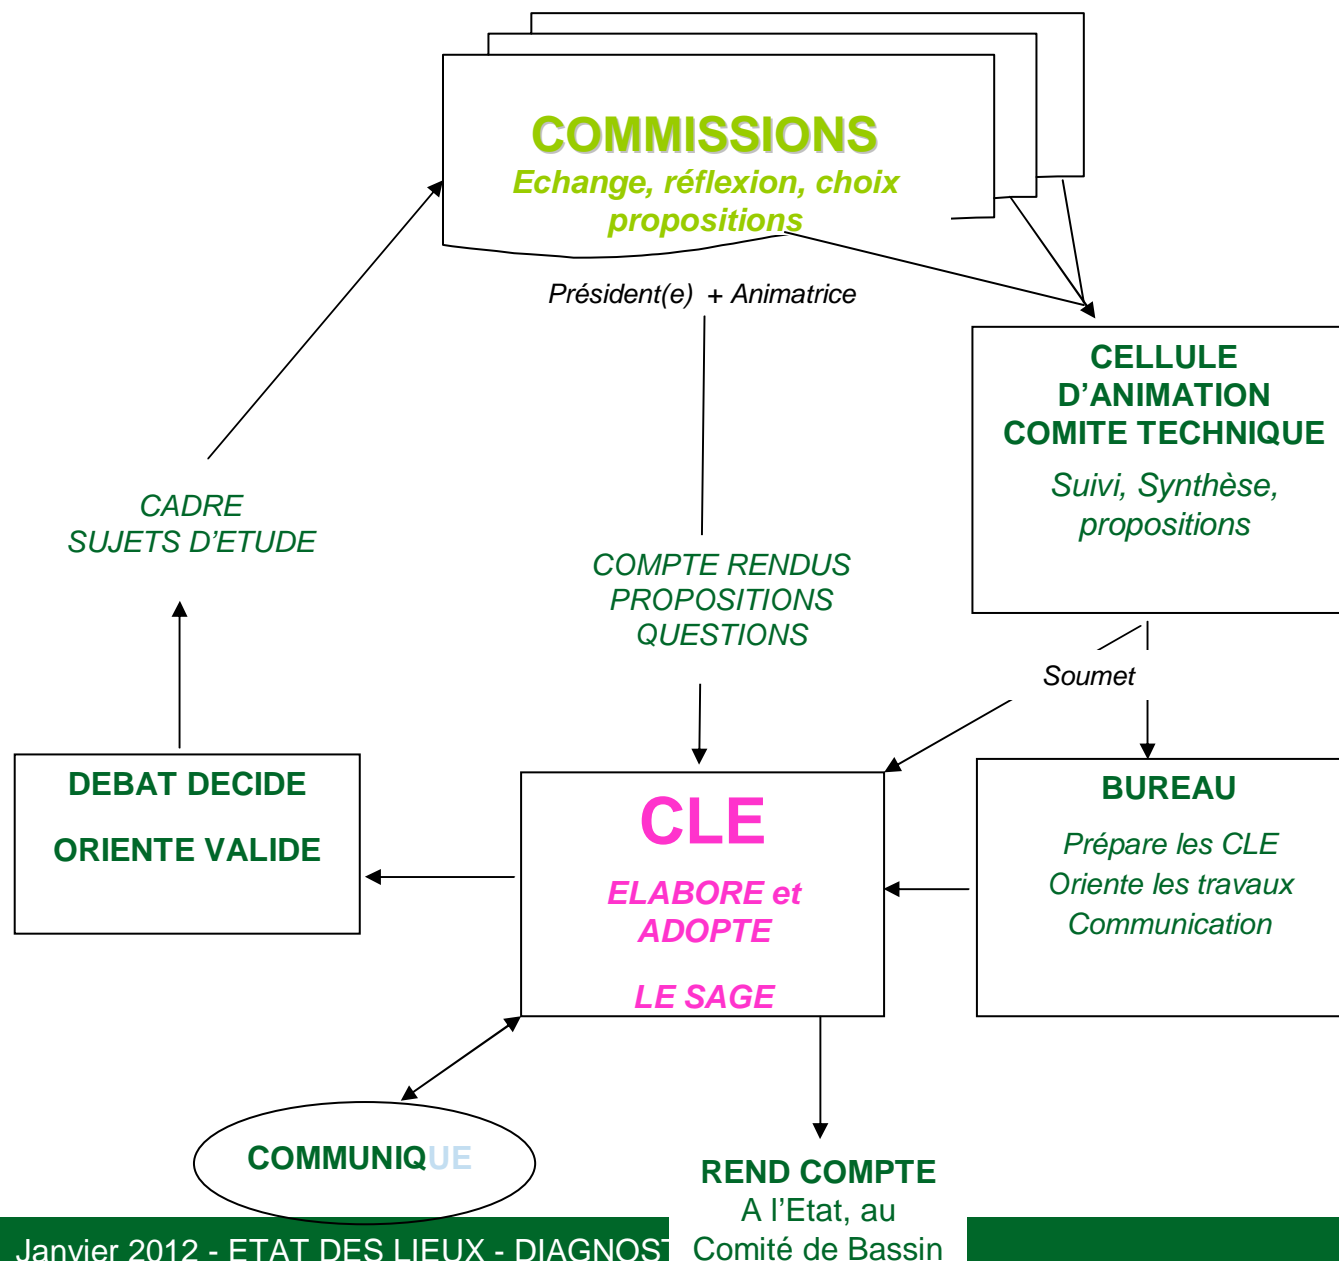 COMMISSIONS
Echange, réflexion, choix
propositions
Président(e) + Animatrice
CELLULE
D’ANIMATION
COMITE TECHNIQUE
Suivi, Synthèse,
propositions
CADRE
SUJETS D’ETUDE
COMPTE RENDUS
PROPOSITIONS
QUESTIONS
Soumet
DEBAT DECIDE
ORIENTE VALIDE
CLE
ELABORE et
ADOPTE
LE SAGE
BUREAU
Prépare les CLE
Oriente les travaux
Communication
COMMUNIQUE
REND COMPTE
A l’Etat, au
Comité de Bassin
Janvier 2012 - ETAT DES LIEUX - DIAGNOST